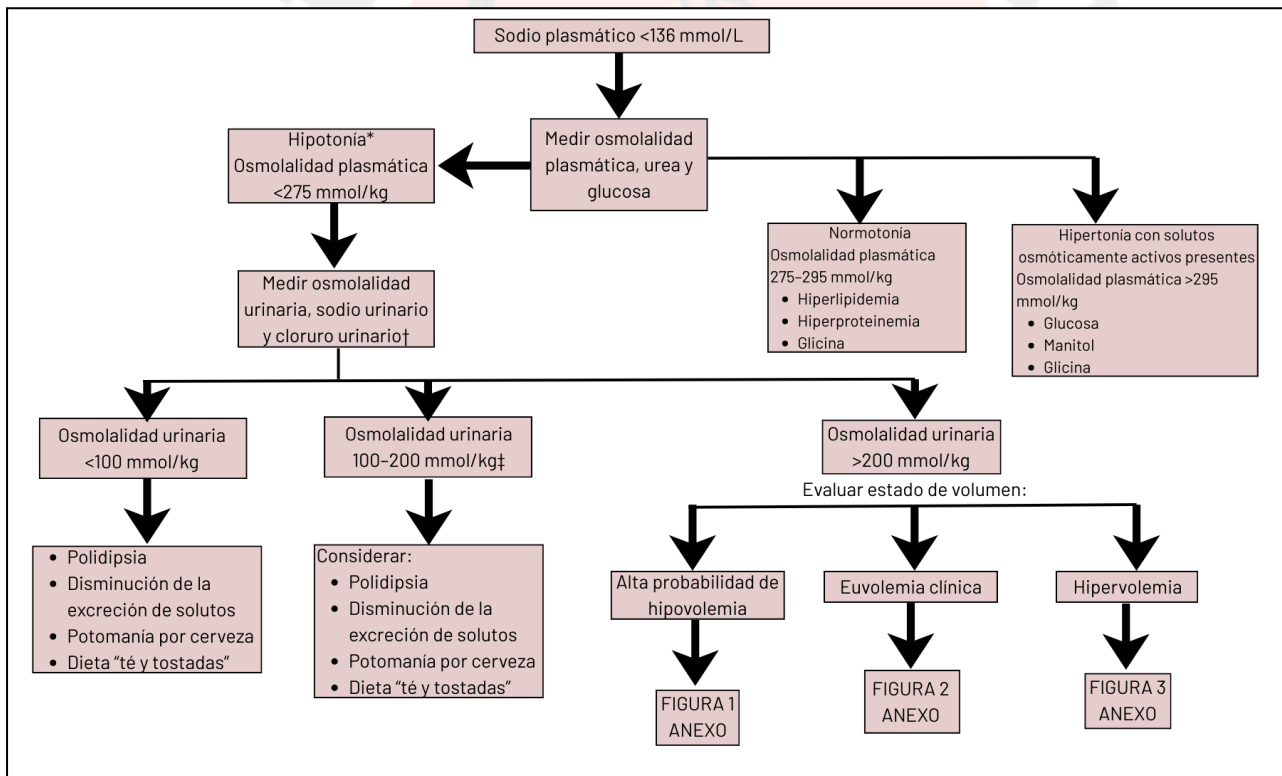 Sodio plasmático <136 mmol/L
Hipotonía*
Osmolalidad plasmática
<275 mmol/kg
Medir osmolalidad
plasmática, urea y
glucosa
Normotonía
Osmolalidad plasmática
275–295 mmol/kg
• Hiperlipidemia
• Hiperproteinemia
• Glicina
Hipertonía con solutos
osmóticamente activos presentes
Osmolalidad plasmática >295
mmol/kg
• Glucosa
• Manitol
• Glicina
Medir osmolalidad
urinaria, sodio urinario
y cloruro urinario†
Osmolalidad urinaria
<100 mmol/kg
Osmolalidad urinaria
100–200 mmol/kg‡
Osmolalidad urinaria
>200 mmol/kg
Evaluar estado de volumen:
• Polidipsia
• Disminución de la
excreción de solutos
• Potomanía por cerveza
• Dieta “té y tostadas”
Considerar:
• Polidipsia
• Disminución de la
excreción de solutos
• Potomanía por cerveza
• Dieta “té y tostadas”
Alta probabilidad de
hipovolemia
Euvolemia clínica
Hipervolemia
FIGURA 1
ANEXO
FIGURA 2
ANEXO
FIGURA 3
ANEXO